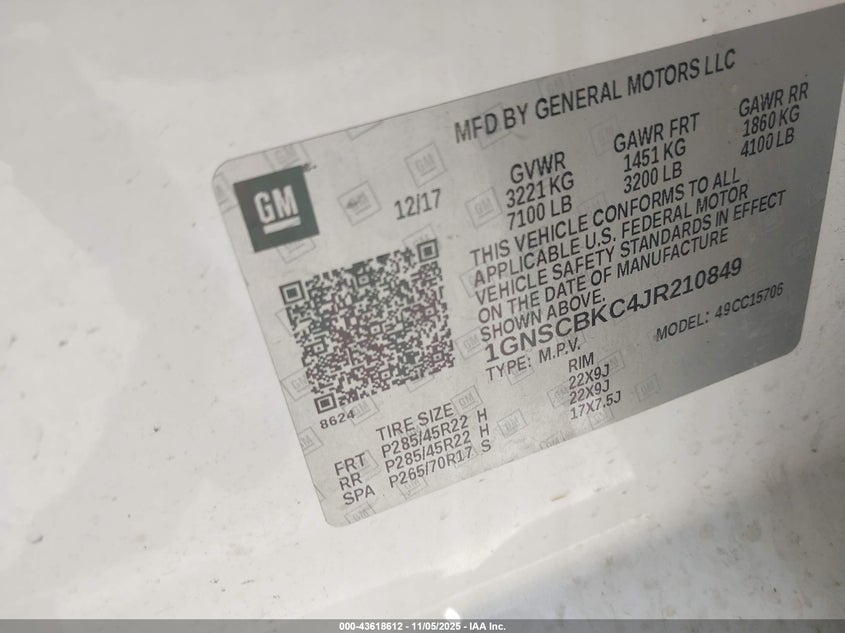 MFD BY GENERAL MOTORS LLC
GM
12/17
GVWR
3221 KG
7100 LB
GAWR FRT
1451 KG
3200 LB
GAWR RR
1860 KG
4100 LB
THIS VEHICLE CONFORMS TO ALL
APPLICABLE U.S. FEDERAL MOTOR
VEHICLE SAFETY STANDARDS IN EFFECT
ON THE DATE OF MANUFACTURE
SHOWN ABOVE.
1GNSCBKC4JR210849
TYPE: M.P.V.
MODEL: 49CC15706
8624
TIRE SIZE RIM
FRT P285/45R22 H 22X9J
RR P285/45R22 H 22X9J
SPA P265/70R17 S 17X7.5J
000-43618612 - 11/05/2025 - IAA Inc.